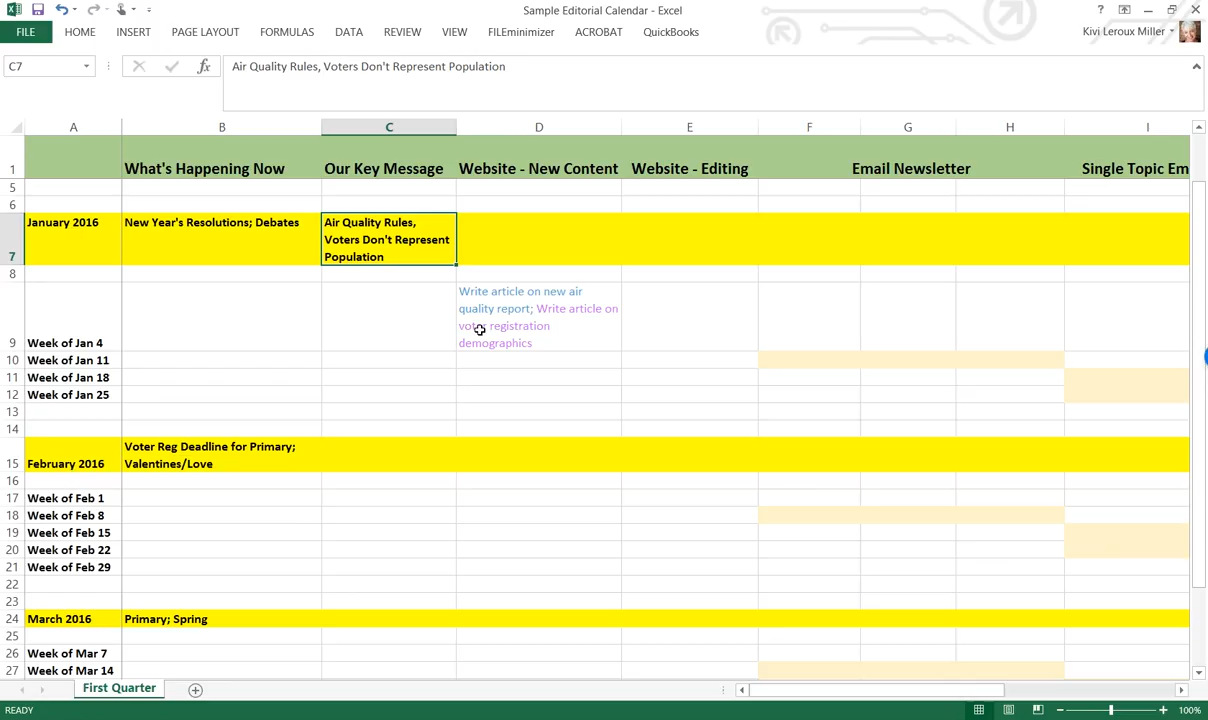 Sample Editorial Calendar - Excel
?
FILE HOME INSERT PAGE LAYOUT FORMULAS DATA REVIEW VIEW FILEminimizer ACROBAT QuickBooks Kivi Leroux Miller
C7 fx Air Quality Rules, Voters Don't Represent Population
A B C D E F G H I
1 What's Happening Now Our Key Message Website - New Content Website - Editing Email Newsletter Single Topic Em
5
6
7 January 2016 New Year's Resolutions; Debates Air Quality Rules,
Voters Don't Represent
Population
8
Write article on new air
quality report; Write article on
voter registration
demographics
9 Week of Jan 4
10 Week of Jan 11
11 Week of Jan 18
12 Week of Jan 25
13
14
Voter Reg Deadline for Primary;
Valentines/Love
15 February 2016
16
17 Week of Feb 1
18 Week of Feb 8
19 Week of Feb 15
20 Week of Feb 22
21 Week of Feb 29
22
23
24 March 2016 Primary; Spring
25
26 Week of Mar 7
27 Week of Mar 14
First Quarter
READY 100%